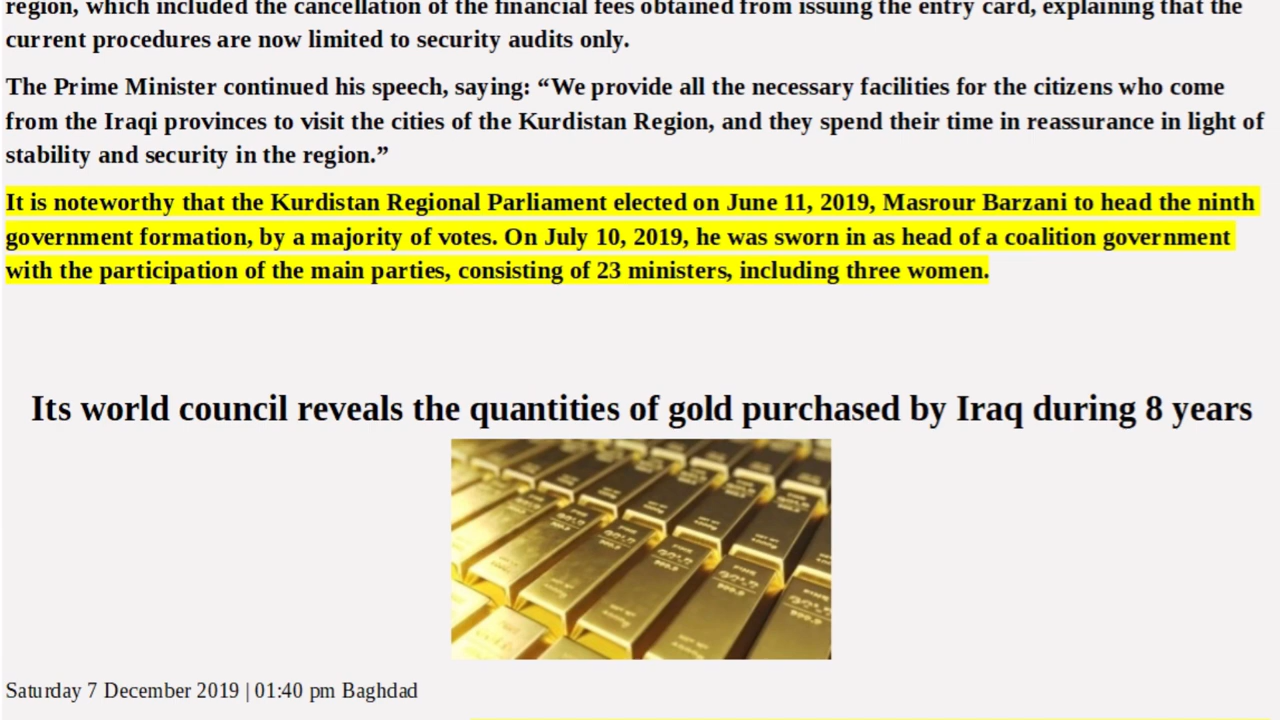 region, which included the cancellation of the financial fees obtained from issuing the entry card, explaining that the
current procedures are now limited to security audits only.
The Prime Minister continued his speech, saying: “We provide all the necessary facilities for the citizens who come
from the Iraqi provinces to visit the cities of the Kurdistan Region, and they spend their time in reassurance in light of
stability and security in the region.”
It is noteworthy that the Kurdistan Regional Parliament elected on June 11, 2019, Masrour Barzani to head the ninth
government formation, by a majority of votes. On July 10, 2019, he was sworn in as head of a coalition government
with the participation of the main parties, consisting of 23 ministers, including three women.
Its world council reveals the quantities of gold purchased by Iraq during 8 years
Saturday 7 December 2019 | 01:40 pm Baghdad